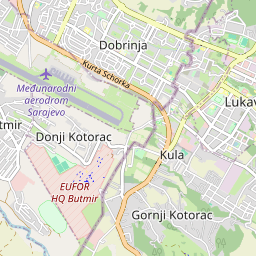 Dobrinja
Kurta Schorka
Međunarodni
aerodrom
Sarajevo
Lukav
tmir
Donji Kotorac
Kula
EUFOR
HQ Butmir
Gornji Kotorac